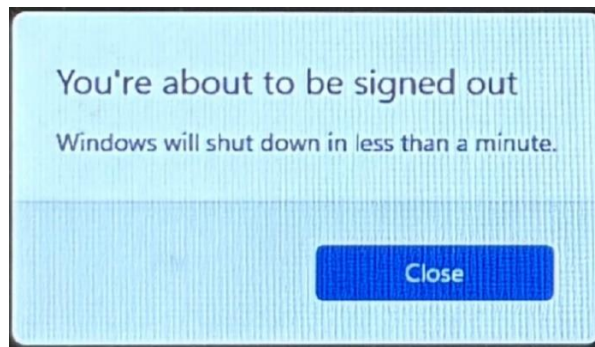 You're about to be signed out
Windows will shut down in less than a minute.
Close